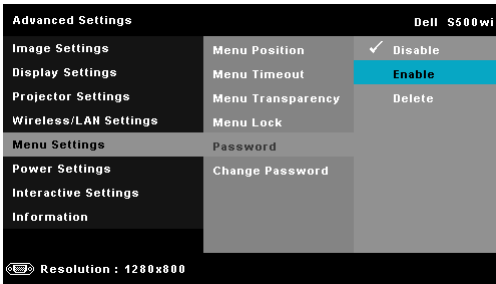 Advanced Settings
Dell S500wi
Image Settings
Display Settings
Projector Settings
Wireless/LAN Settings
Menu Settings
Power Settings
Interactive Settings
Information
Menu Position
Menu Timeout
Menu Transparency
Menu Lock
Password
Change Password
Disable
Enable
Delete
Resolution : 1280x800